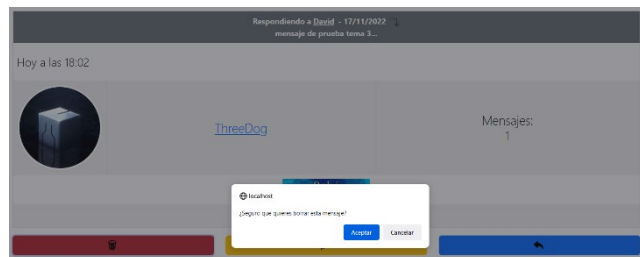 Respondiendo a David - 17/11/2022
mensaje de prueba tema 3...
Hoy a las 18:02
ThreeDog
Mensajes:
1
localhost
¿Seguro que quieres borrar este mensaje?
Aceptar
Cancelar